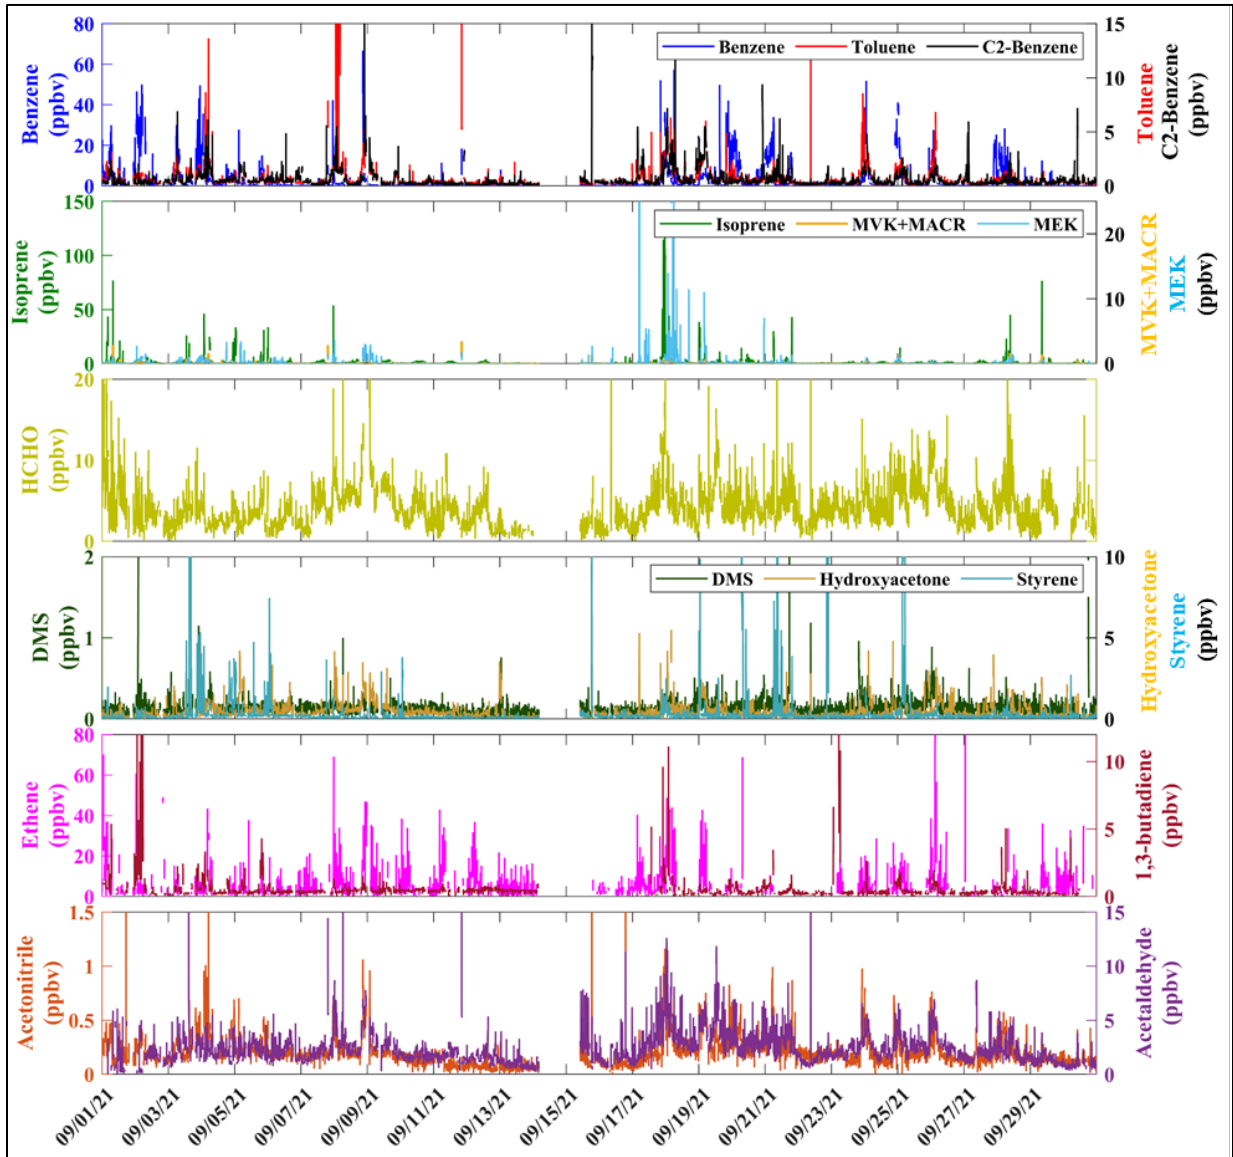 Benzene
(ppbv)
80
60
40
20
0
Benzene Toluene C2-Benzene
15
10
5
0
Toluene
C2-Benzene
(ppbv)
Isoprene
(ppbv)
150
100
50
0
Isoprene MVK+MACR MEK
20
10
0
MVK+MACR
MEK
(ppbv)
HCHO
(ppbv)
20
10
0
DMS
(ppbv)
2
1
0
DMS Hydroxyacetone Styrene
10
5
0
Hydroxyacetone
Styrene
(ppbv)
Ethene
(ppbv)
80
60
40
20
0
10
5
0
1,3-butadiene
(ppbv)
Acetonitrile
(ppbv)
1.5
1
0.5
0
15
10
5
0
Acetaldehyde
(ppbv)
09/01/21 09/03/21 09/05/21 09/07/21 09/09/21 09/11/21 09/13/21 09/15/21 09/17/21 09/19/21 09/21/21 09/23/21 09/25/21 09/27/21 09/29/21